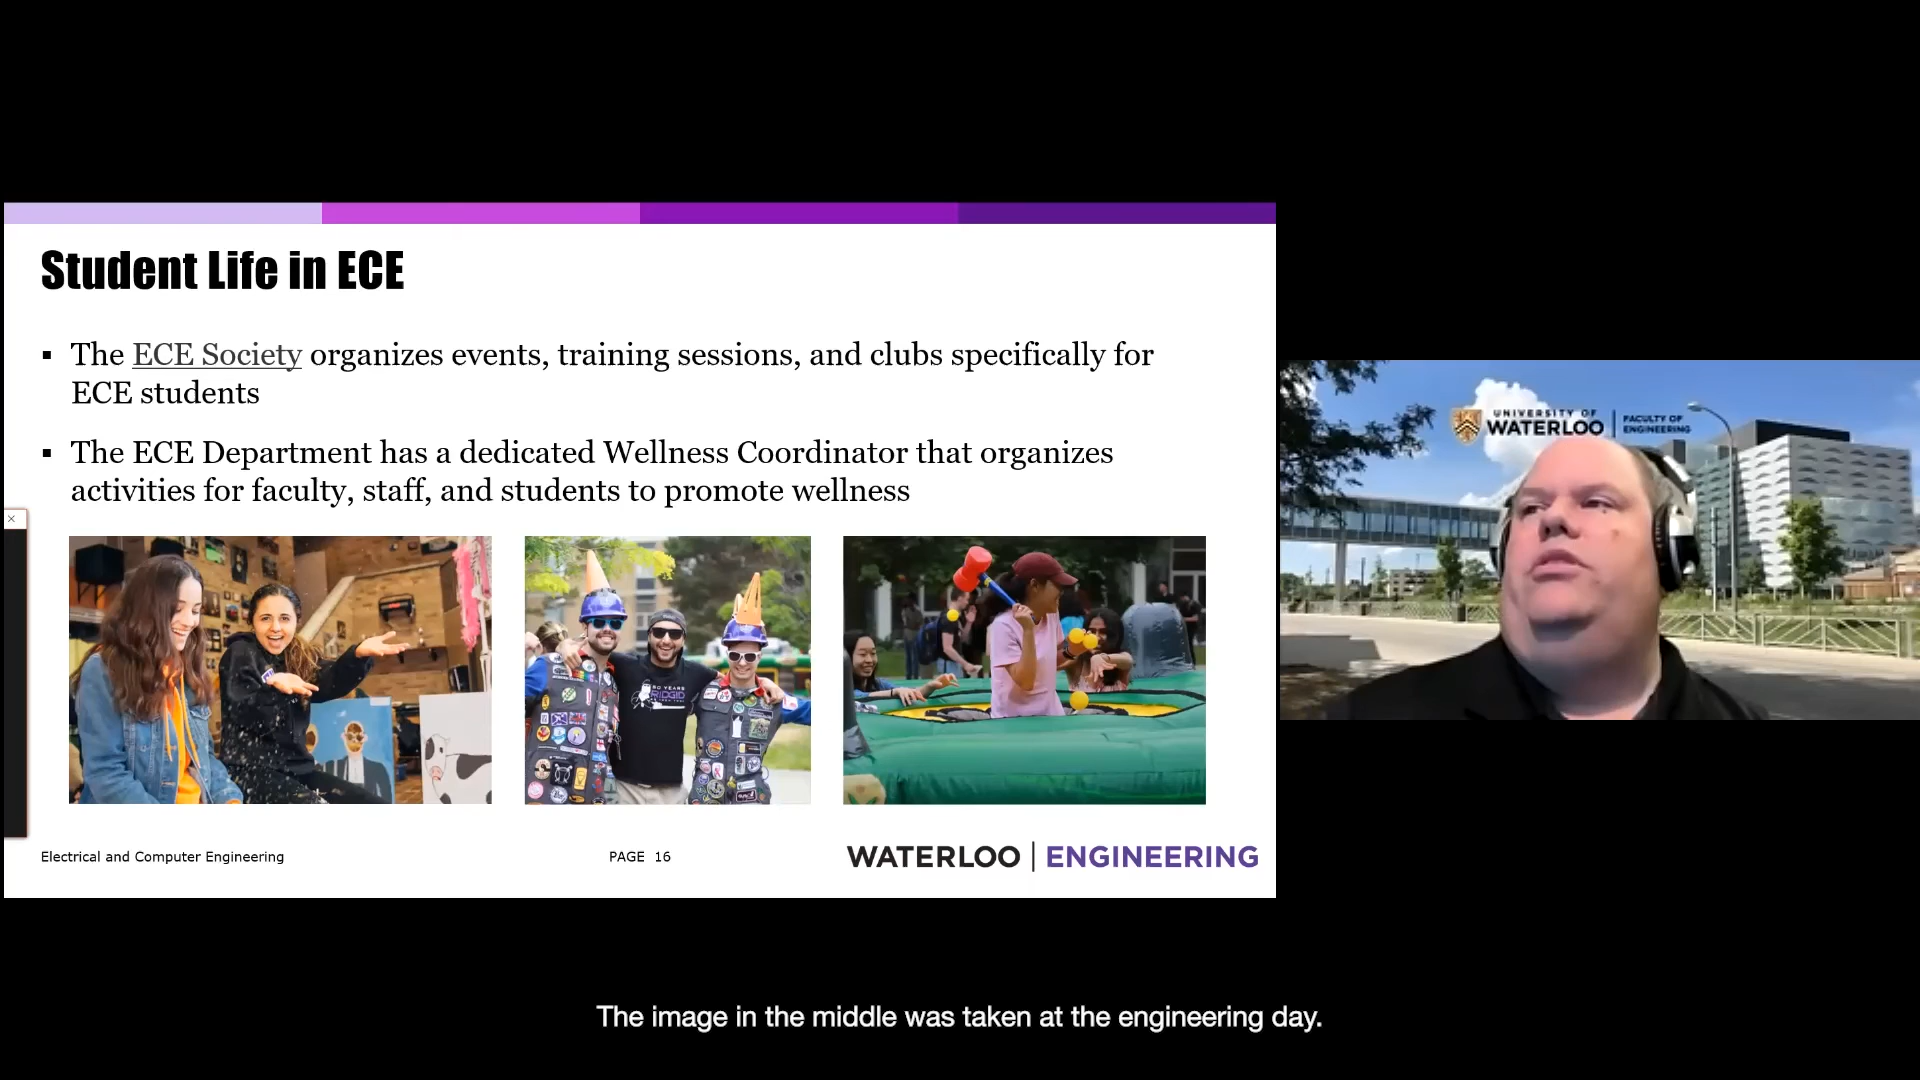 Student Life in ECE
▪ The ECE Society organizes events, training sessions, and clubs specifically for
ECE students
▪ The ECE Department has a dedicated Wellness Coordinator that organizes
activities for faculty, staff, and students to promote wellness
50 YEARS
RIDGID
Electrical and Computer Engineering
PAGE 16
WATERLOO | ENGINEERING
UNIVERSITY OF
WATERLOO
FACULTY OF
ENGINEERING
The image in the middle was taken at the engineering day.